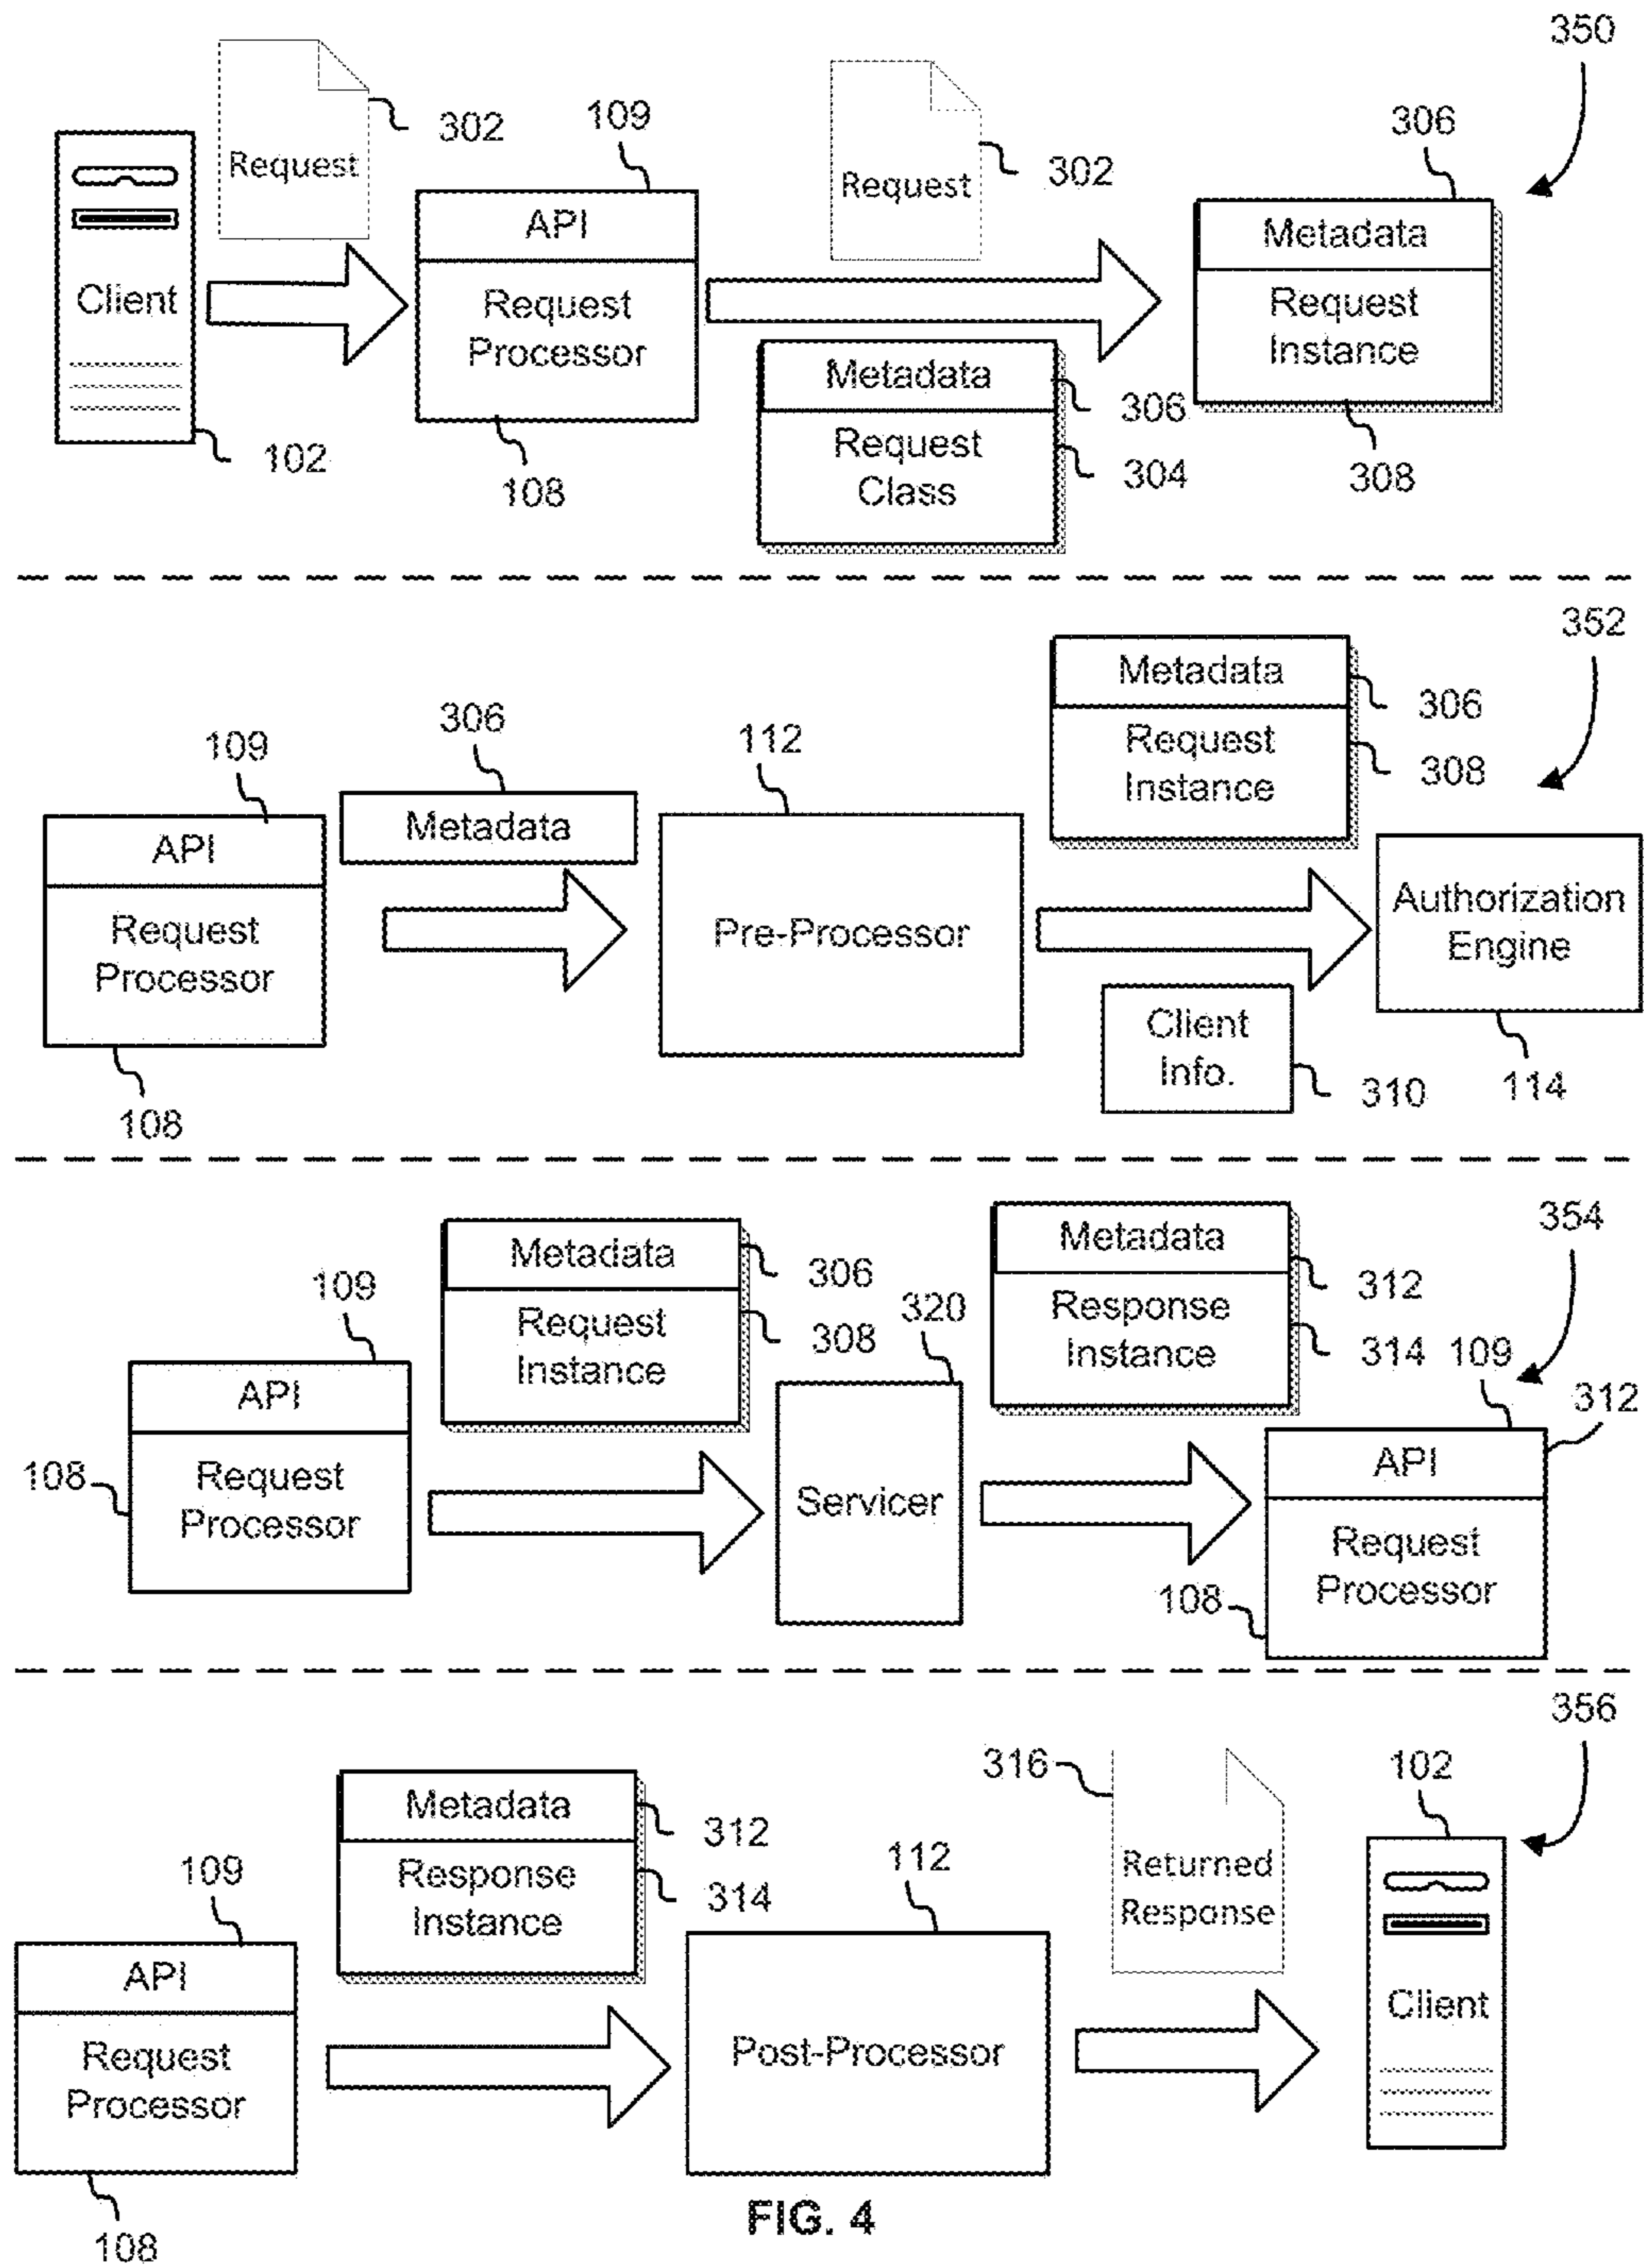 350
302
Request
109
302
Request
306
API
Request
Processor
Metadata
Request
Instance
Client
Metadata
306
Request
Class
304
102
108
308
352
Metadata
306
Request
Instance
308
109
306
Metadata
112
API
Request
Processor
Pre-Processor
Authorization
Engine
Client
Info.
310
114
108
354
Metadata
306
Request
Instance
308
109
320
Metadata
312
Response
Instance
314
109
312
API
108
Request
Processor
Servicer
API
Request
Processor
108
356
Metadata
312
Response
Instance
314
109
112
316
Returned
Response
102
API
Request
Processor
Post-Processor
Client
108
FIG. 4